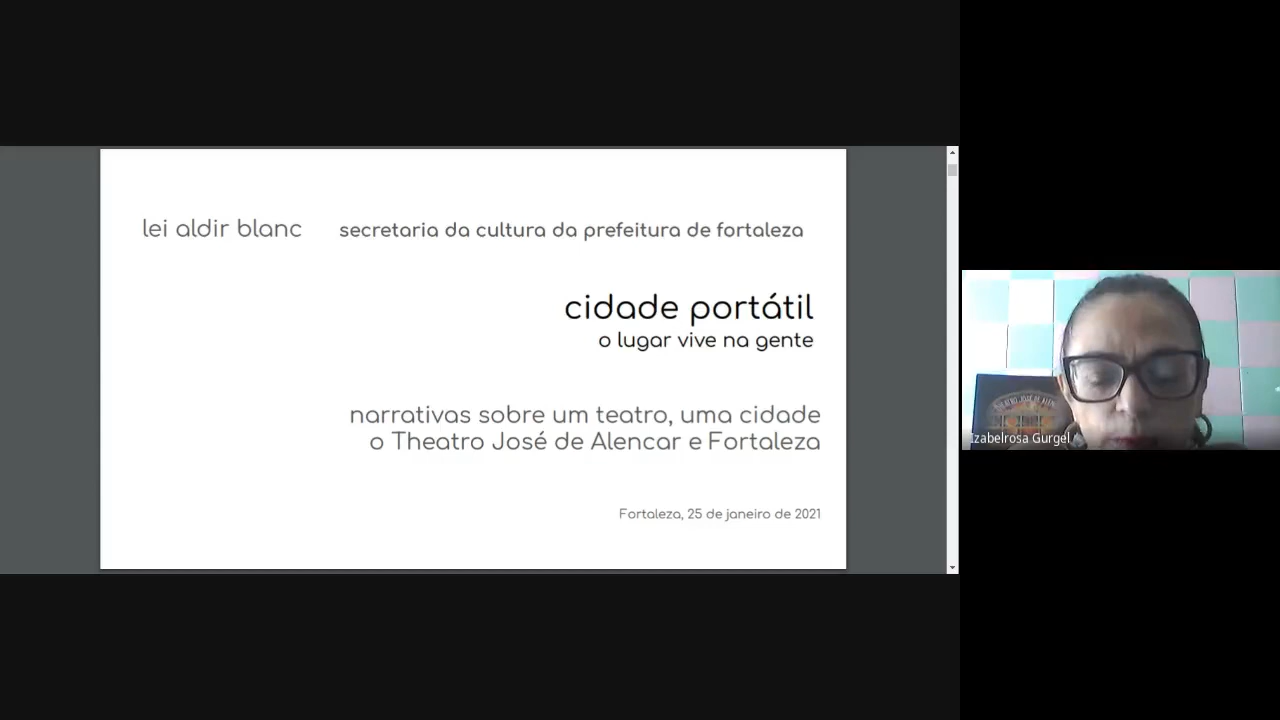 lei aldir blanc secretaria da cultura da prefeitura de fortaleza
cidade portátil
o lugar vive na gente
narrativas sobre um teatro, uma cidade
o Theatro José de Alencar e Fortaleza
Fortaleza, 25 de janeiro de 2021
Izabelrosa Gurgel